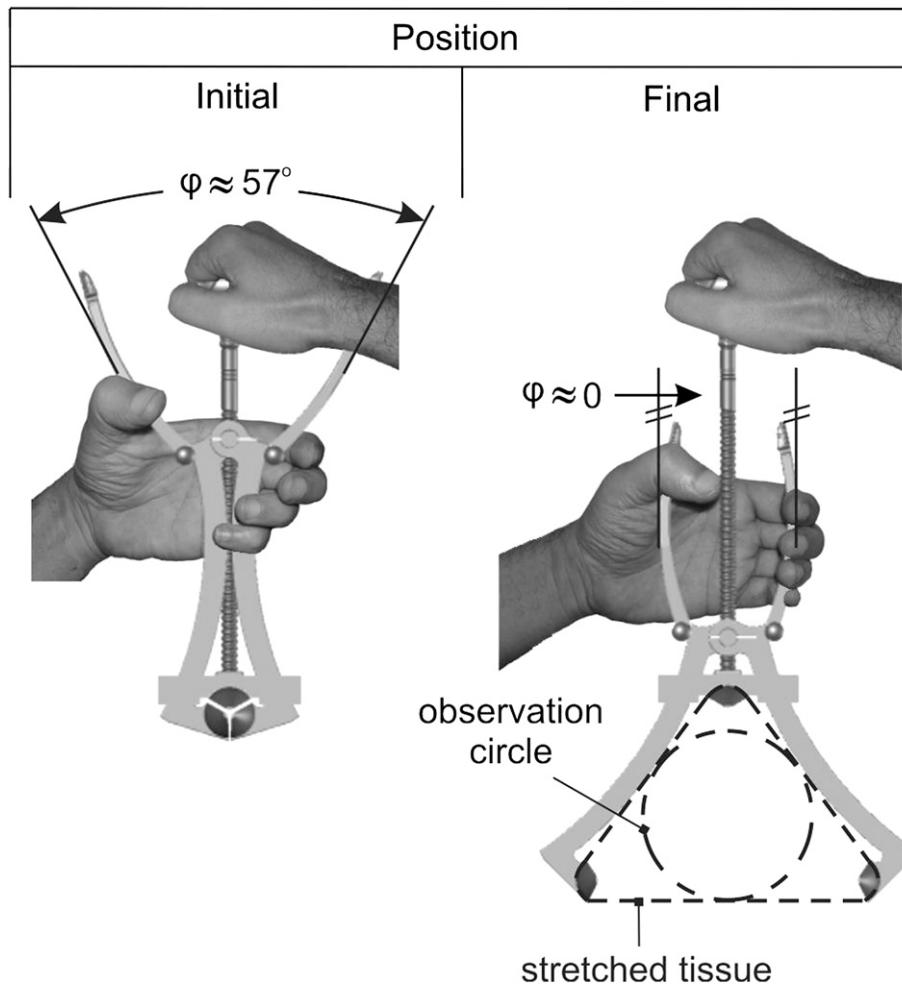 Position
Initial
Final
φ ≈ 57°
φ ≈ 0
observation
circle
stretched tissue